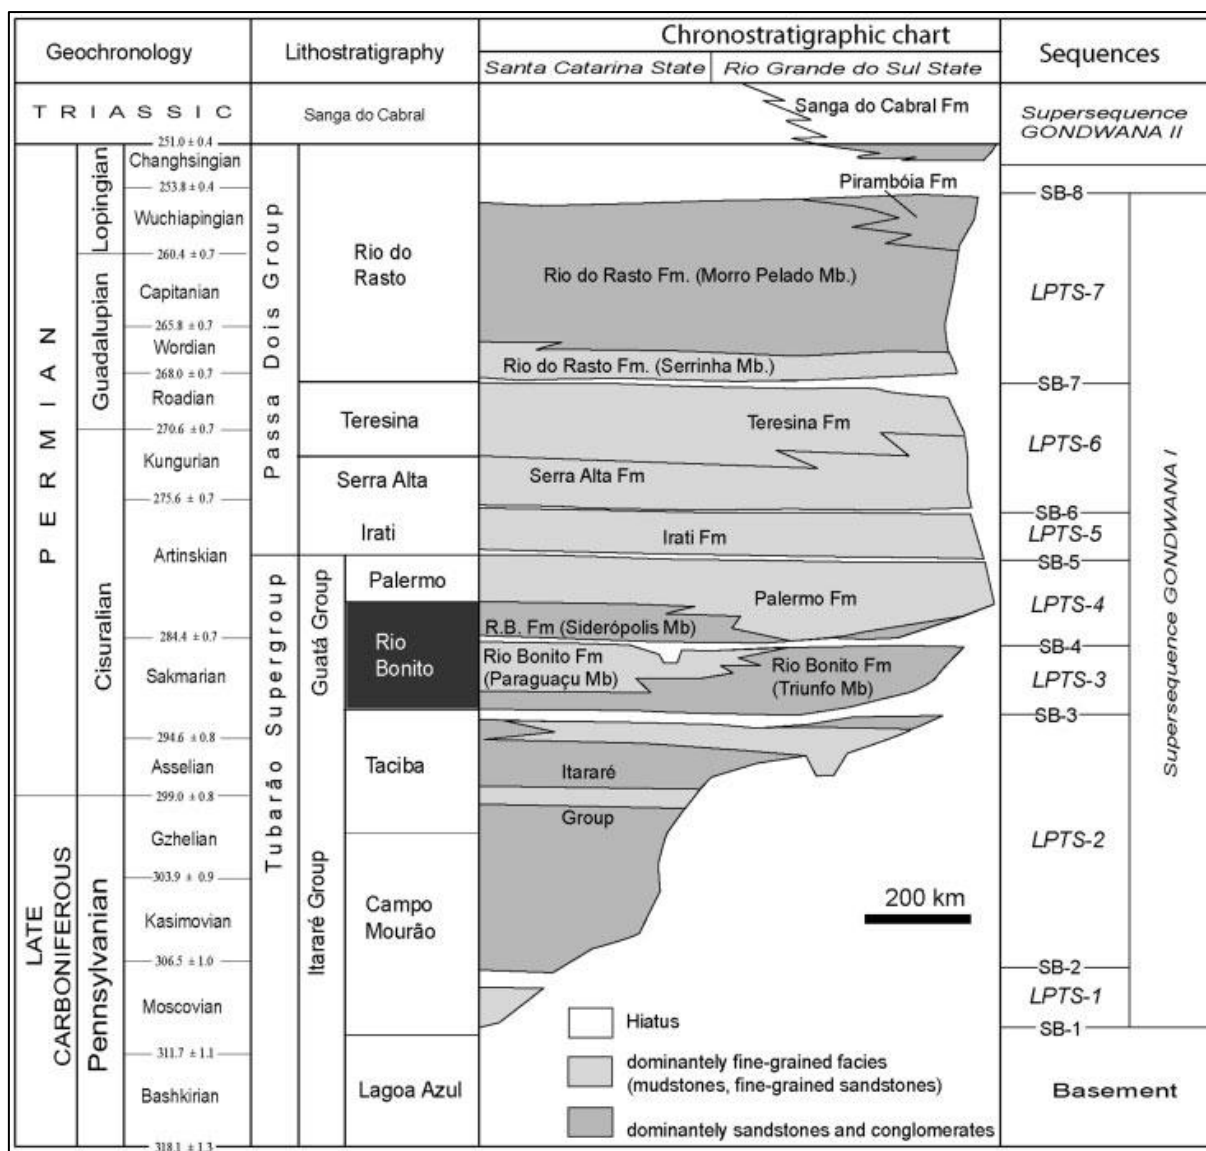 Geochronology
Lithostratigraphy
Chronostratigraphic chart
Santa Catarina State
Rio Grande do Sul State
Sequences
TRIASSIC
Sanga do Cabral
Sanga do Cabral Fm
Supersequence
GONDWANA II
251.0 ± 0.4
PERMIAN
Lopingian
Changhsingian
253.8 ± 0.4
Wuchiapingian
260.4 ± 0.7
Guadalupian
Capitanian
265.8 ± 0.7
Wordian
268.0 ± 0.7
Roadian
270.6 ± 0.7
Cisuralian
Kungurian
275.6 ± 0.7
Artinskian
284.4 ± 0.7
Sakmarian
294.6 ± 0.8
Asselian
299.0 ± 0.8
LATE
CARBONIFEROUS
Pennsylvanian
Gzhelian
303.9 ± 0.9
Kasimovian
306.5 ± 1.0
Moscovian
311.7 ± 1.1
Bashkirian
318.1 ± 1.3
Passa Dois Group
Rio do
Rasto
Teresina
Serra Alta
Irati
Tubarão Supergroup
Guatá Group
Palermo
Rio
Bonito
Itararé Group
Taciba
Campo
Mourão
Lagoa Azul
Pirambóia Fm
Rio do Rasto Fm. (Morro Pelado Mb.)
Rio do Rasto Fm. (Serrinha Mb.)
Teresina Fm
Serra Alta Fm
Irati Fm
Palermo Fm
R.B. Fm (Siderópolis Mb)
Rio Bonito Fm
(Paraguaçu Mb)
Rio Bonito Fm
(Triunfo Mb)
Itararé
Group
200 km
Hiatus
dominantely fine-grained facies
(mudstones, fine-grained sandstones)
dominantely sandstones and conglomerates
SB-8
LPTS-7
SB-7
LPTS-6
SB-6
LPTS-5
SB-5
LPTS-4
SB-4
LPTS-3
SB-3
LPTS-2
SB-2
LPTS-1
SB-1
Supersequence GONDWANA I
Basement